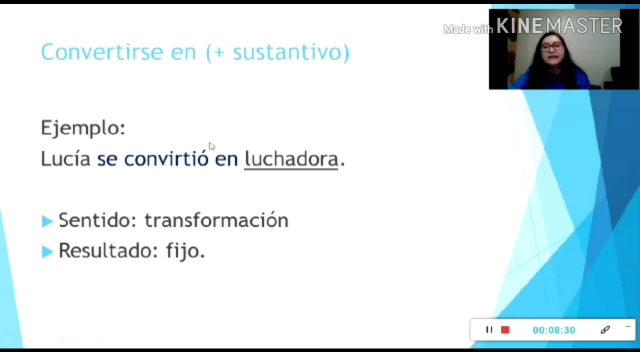 Made with KINEMASTER
Convertirse en (+ sustantivo)
Ejemplo:
Lucía se convirtió en luchadora.
Sentido: transformación
Resultado: fijo.
00:08:30